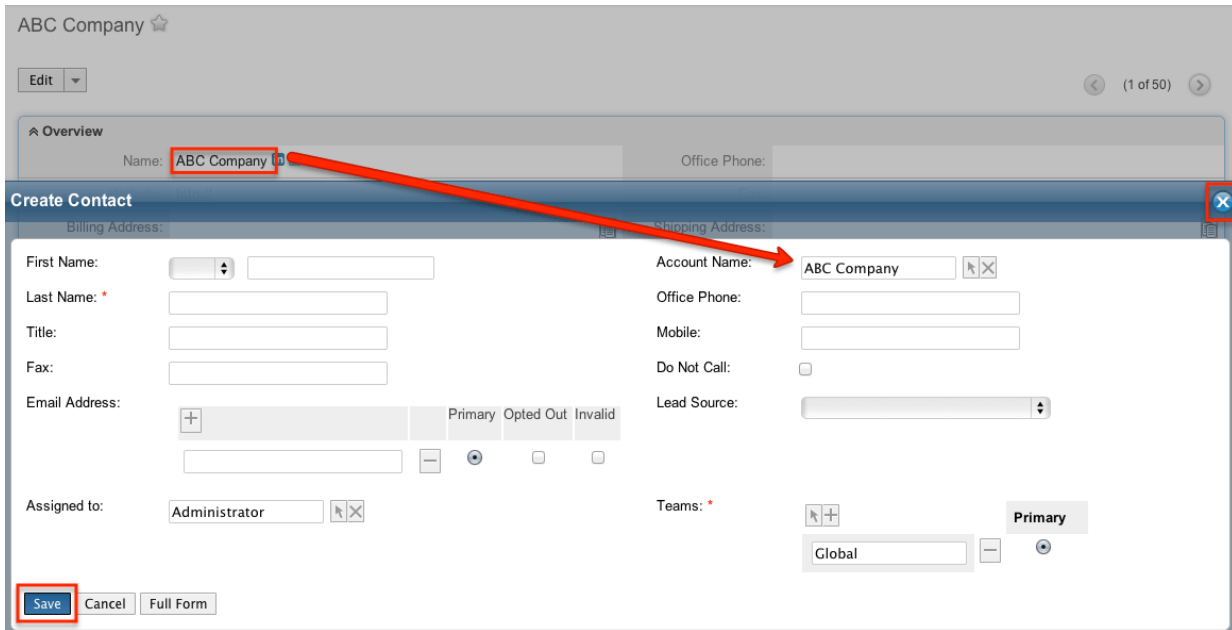 ABC Company
Edit
(1 of 50)
Overview
Name: ABC Company in Office Phone:
Create Contact
Billing Address: Shipping Address:
First Name: Account Name: ABC Company
Last Name: * Office Phone:
Title: Mobile:
Fax: Do Not Call:
Email Address: Lead Source:
Primary Opted Out Invalid
Assigned to: Administrator Teams: *
Primary
Global
Save Cancel Full Form